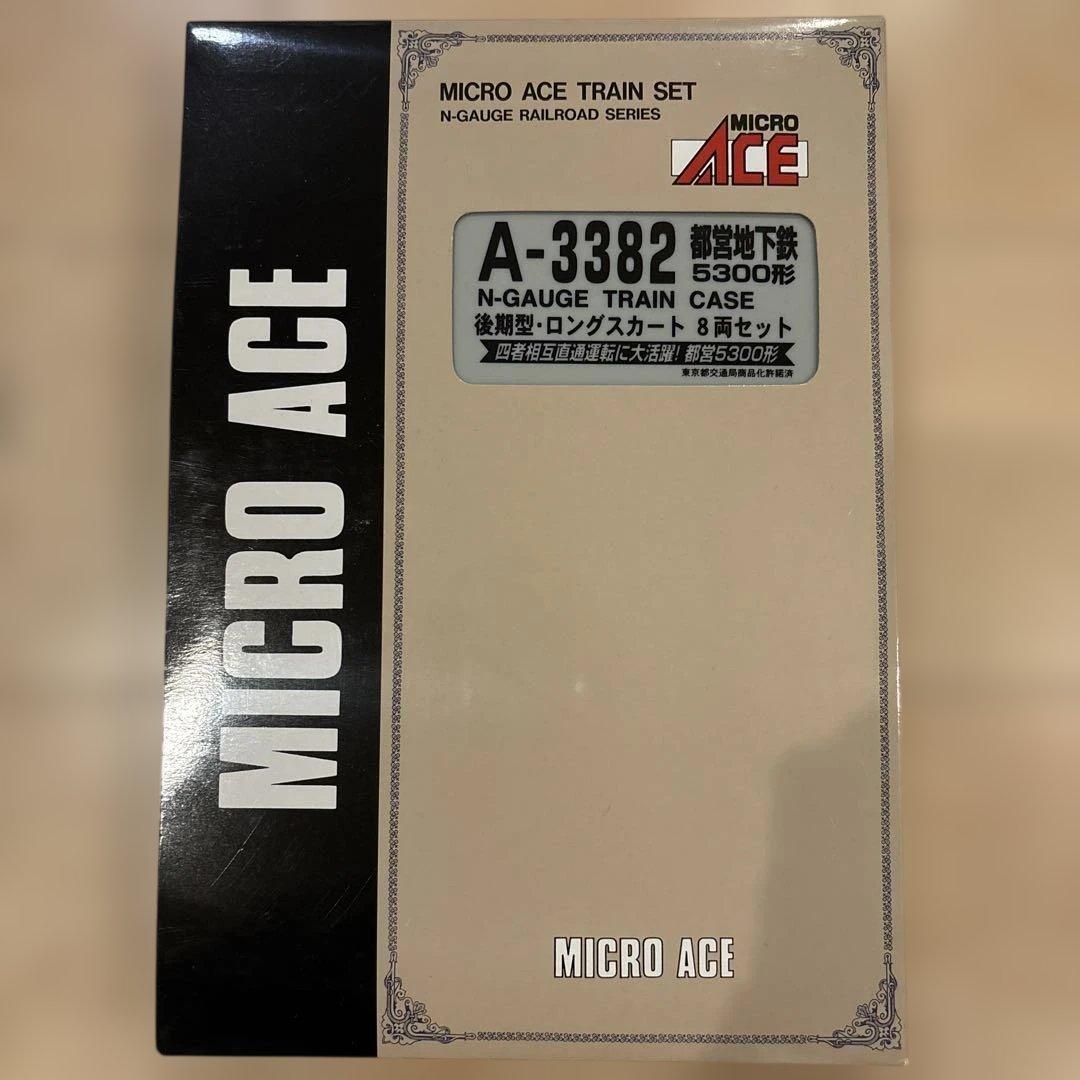 MICRO ACE
MICRO ACE TRAIN SET
N-GAUGE RAILROAD SERIES
MICRO
ACE
A-3382 都営地下鉄
5300形
N-GAUGE TRAIN CASE
後期型・ロングスカート 8両セット
四者相互直通運転に大活躍! 都営5300形
東京都交通局商品化許諾済
MICRO ACE